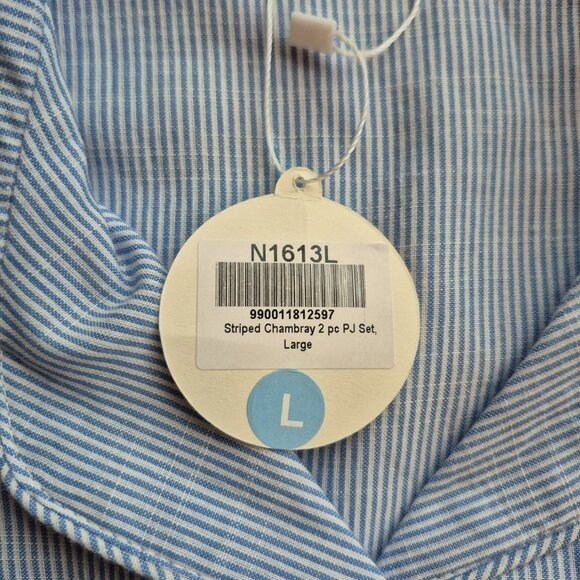 N1613L
990011812597
Striped Chambray 2 pc PJ Set,
Large
L